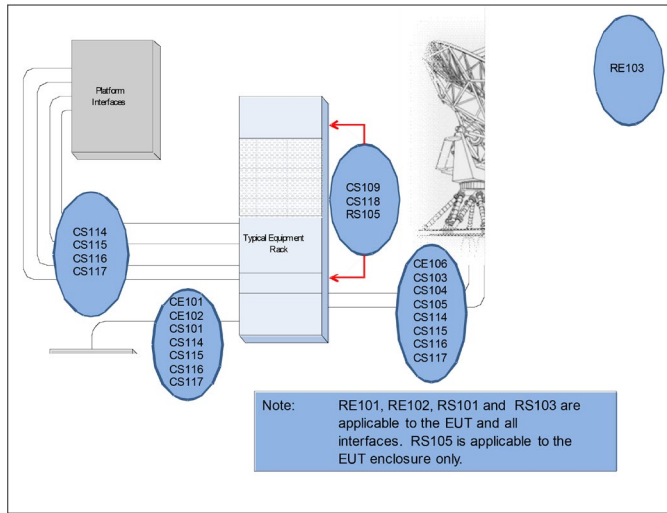 RE103
Platform
Interfaces
CS109
CS118
RS105
CS114
CS115
CS116
CS117
Typical Equipment
Rack
CE106
CS103
CS104
CS105
CS114
CS115
CS116
CS117
CE101
CE102
CS101
CS114
CS115
CS116
CS117
Note: RE101, RE102, RS101 and RS103 are
applicable to the EUT and all
interfaces. RS105 is applicable to the
EUT enclosure only.